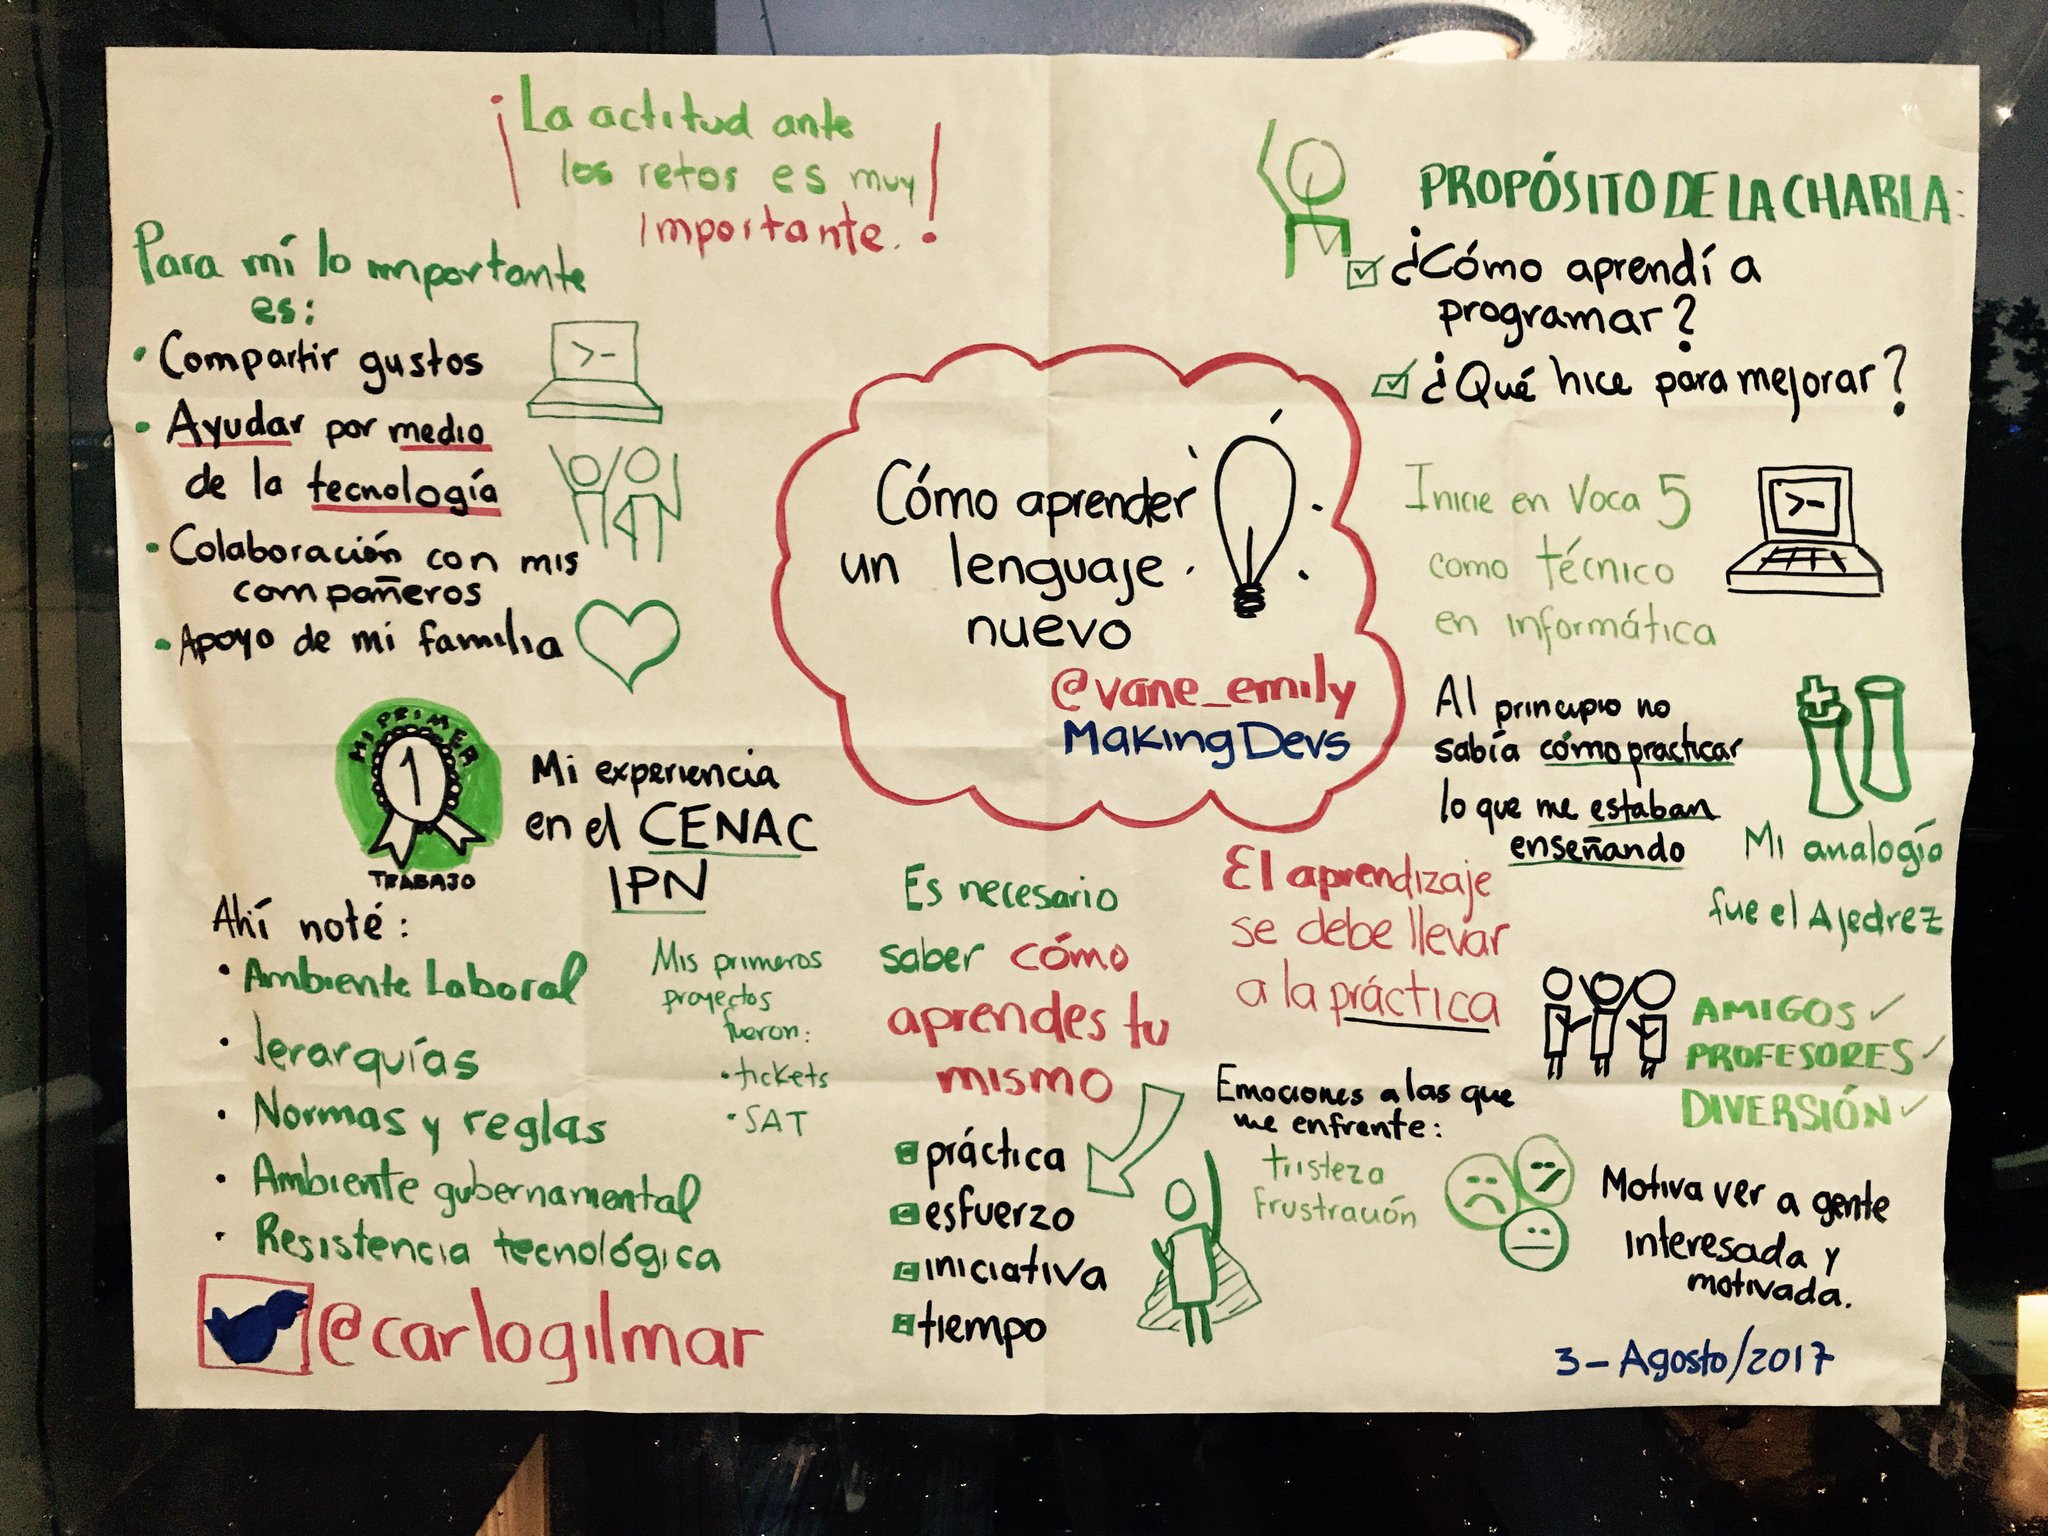 ¡La actitud ante
los retos es muy
Importante.!
Para mí lo importante
es:
• Compartir gustos
• Ayudar por medio
de la tecnología
• Colaboración con mis
compañeros
• Apoyo de mi familia
>-
MI PRIMER
1
TRABAJO
Mi experiencia
en el CENAC
IPN
Ahí noté:
• Ambiente Laboral
• Jerarquías
• Normas y reglas
• Ambiente gubernamental
• Resistencia tecnológica
Mis primeros
proyectos
fueron:
• tickets
• SAT
@carlogilmar
Cómo aprender
un lenguaje
nuevo
@vane_emily
MakingDevs
Es necesario
saber cómo
aprendes tu
mismo
práctica
esfuerzo
iniciativa
tiempo
PROPÓSITO DE LA CHARLA:
¿Cómo aprendí a
programar?
¿Qué hice para mejorar?
Inicie en Voca 5
como técnico
en informática
>-
Al principio no
sabía cómo practicar
lo que me estaban
enseñando
Mi analogía
fue el Ajedrez
El aprendizaje
se debe llevar
a la práctica
AMIGOS ✓
PROFESORES ✓
DIVERSIÓN ✓
Emociones a las que
me enfrente:
tristeza
Frustración
Motiva ver a gente
interesada y
motivada.
3-Agosto/2017